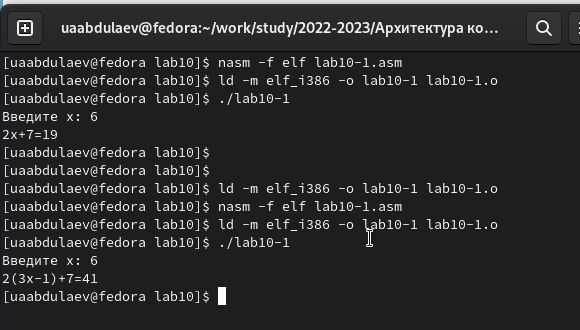 uaabdulaev@fedora:~/work/study/2022-2023/Архитектура ко...
[uaabdulaev@fedora lab10]$ nasm -f elf lab10-1.asm
[uaabdulaev@fedora lab10]$ ld -m elf_i386 -o lab10-1 lab10-1.o
[uaabdulaev@fedora lab10]$ ./lab10-1
Введите x: 6
2x+7=19
[uaabdulaev@fedora lab10]$
[uaabdulaev@fedora lab10]$
[uaabdulaev@fedora lab10]$ ld -m elf_i386 -o lab10-1 lab10-1.o
[uaabdulaev@fedora lab10]$ nasm -f elf lab10-1.asm
[uaabdulaev@fedora lab10]$ ld -m elf_i386 -o lab10-1 lab10-1.o
[uaabdulaev@fedora lab10]$ ./lab10-1
Введите x: 6
2(3x-1)+7=41
[uaabdulaev@fedora lab10]$